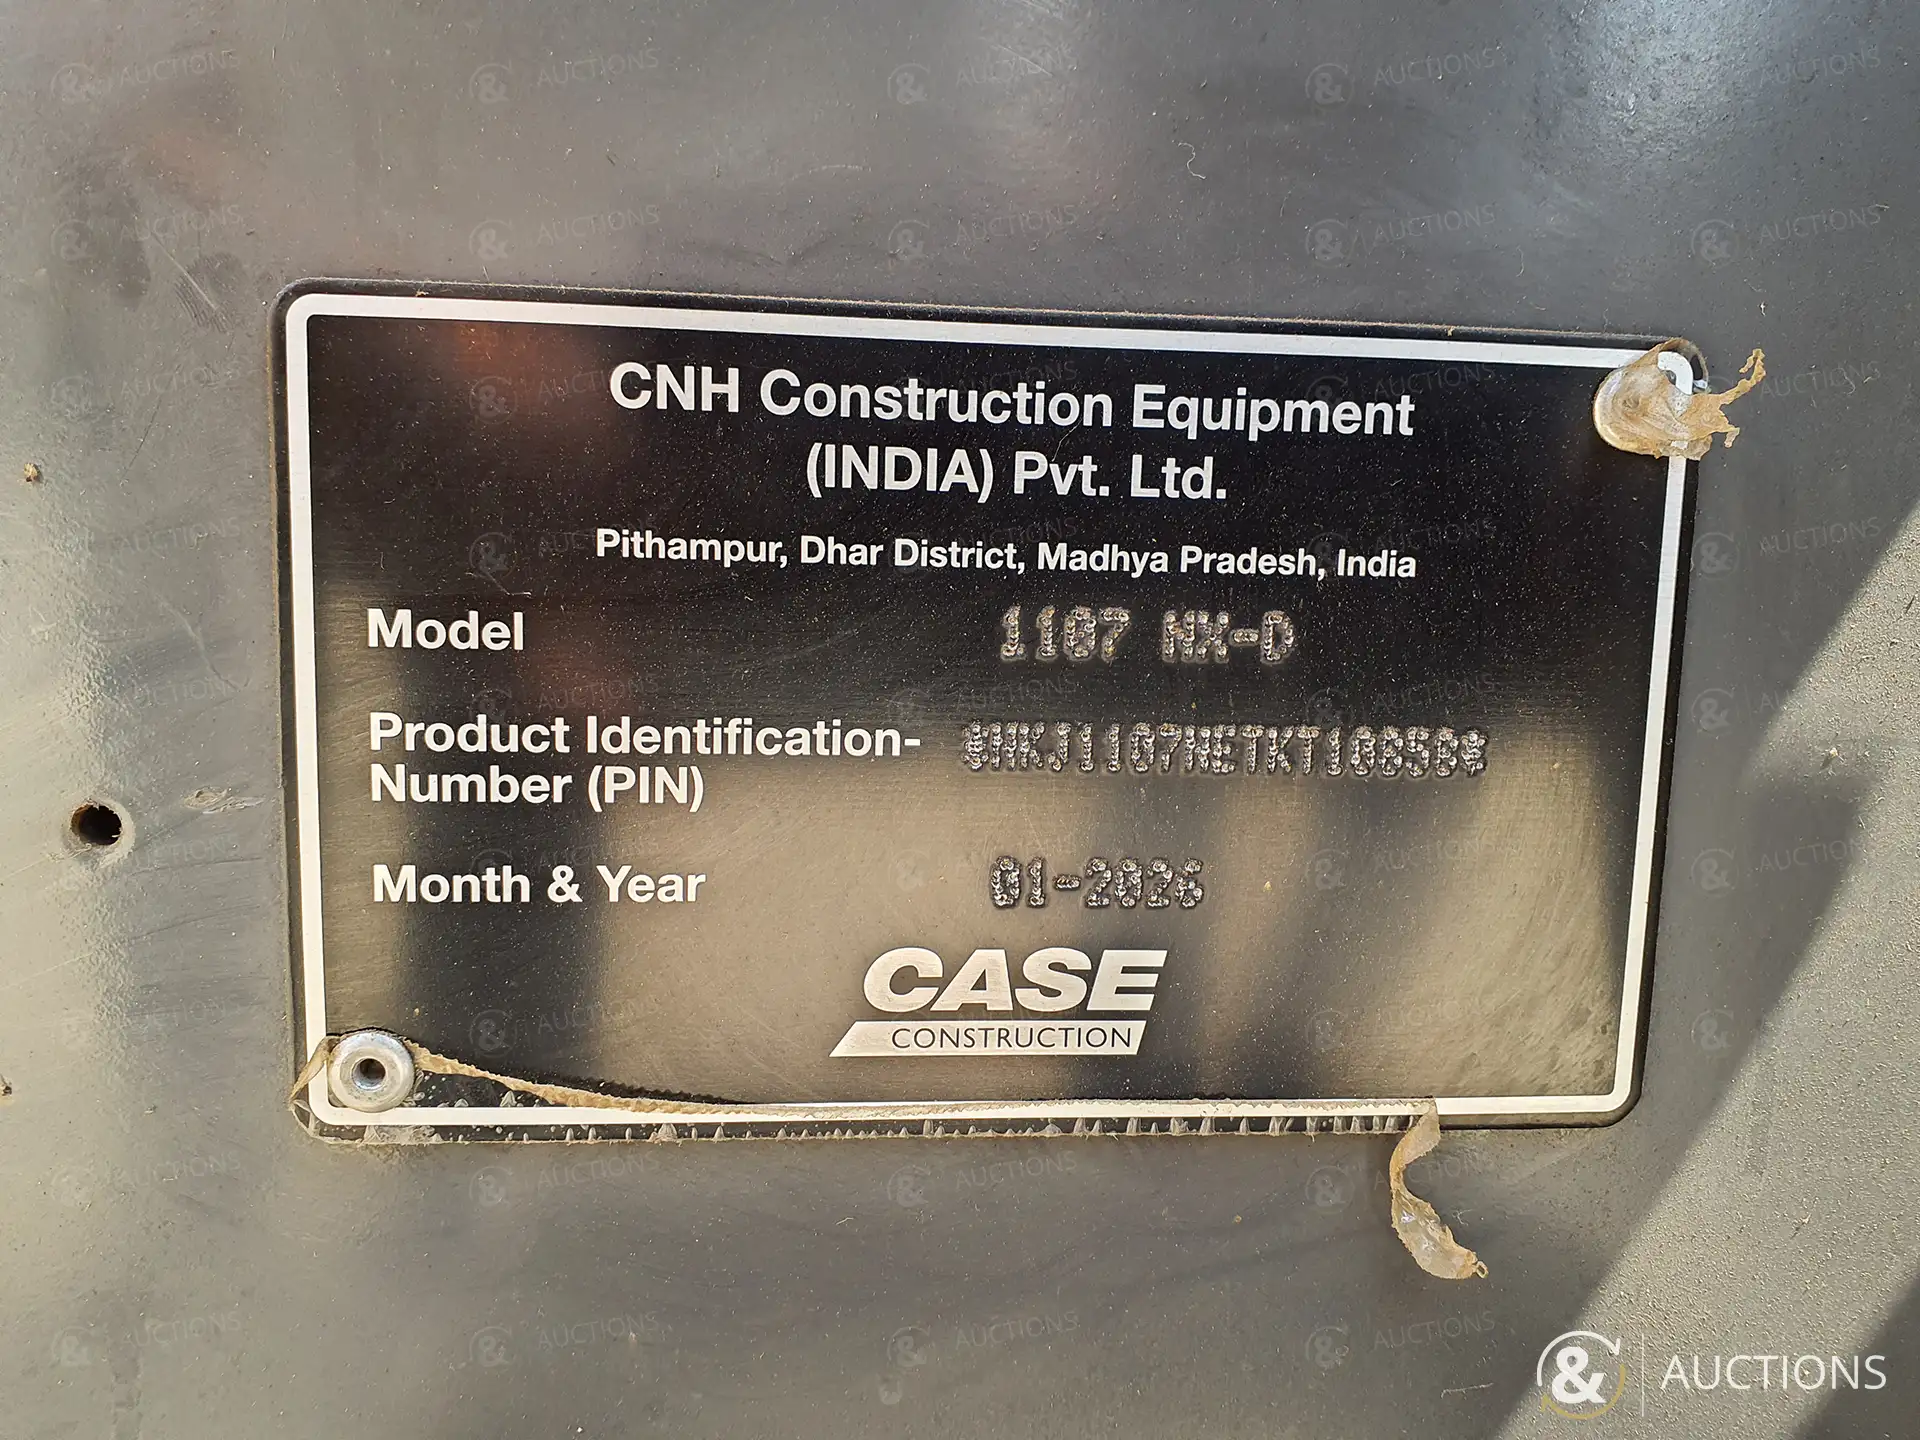 CNH Construction Equipment
(INDIA) Pvt. Ltd.
Pithampur, Dhar District, Madhya Pradesh, India
Model 1107 NX-D
Product Identification-
Number (PIN)
Month & Year 01-2026
CASE
CONSTRUCTION
& AUCTIONS